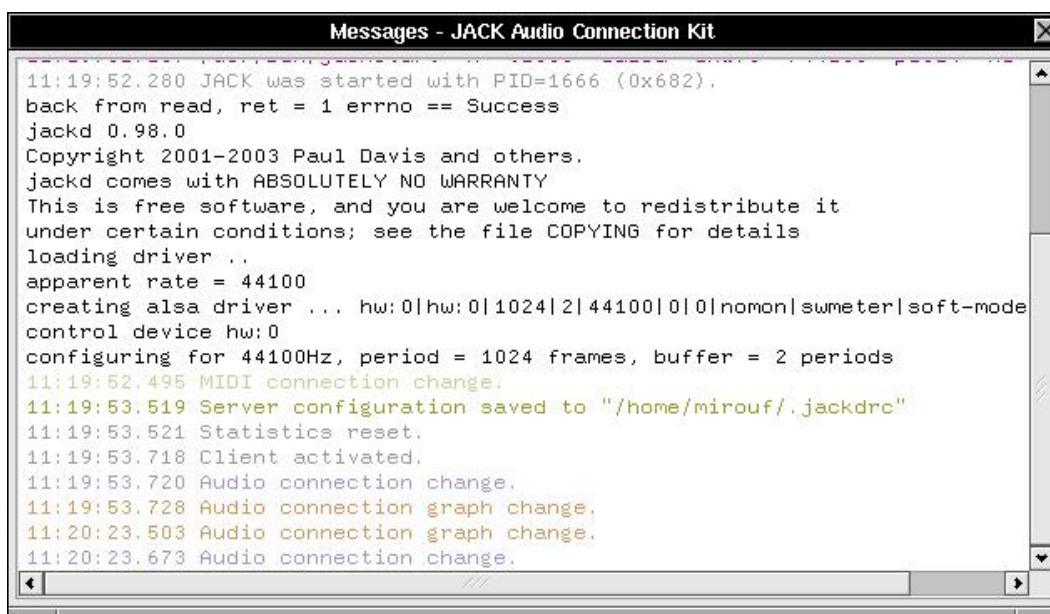 Messages - JACK Audio Connection Kit
11:19:52.280 JACK was started with PID=1666 (0x682).
back from read, ret = 1 errno == Success
jackd 0.98.0
Copyright 2001-2003 Paul Davis and others.
jackd comes with ABSOLUTELY NO WARRANTY
This is free software, and you are welcome to redistribute it
under certain conditions; see the file COPYING for details
loading driver ..
apparent rate = 44100
creating alsa driver ... hw:0|hw:0|1024|2|44100|0|0|nomon|swmeter|soft-mode
control device hw:0
configuring for 44100Hz, period = 1024 frames, buffer = 2 periods
11:19:52.495 MIDI connection change.
11:19:53.519 Server configuration saved to "/home/mirouf/.jackdrc"
11:19:53.521 Statistics reset.
11:19:53.718 Client activated.
11:19:53.720 Audio connection change.
11:19:53.728 Audio connection graph change.
11:20:23.503 Audio connection graph change.
11:20:23.673 Audio connection change.